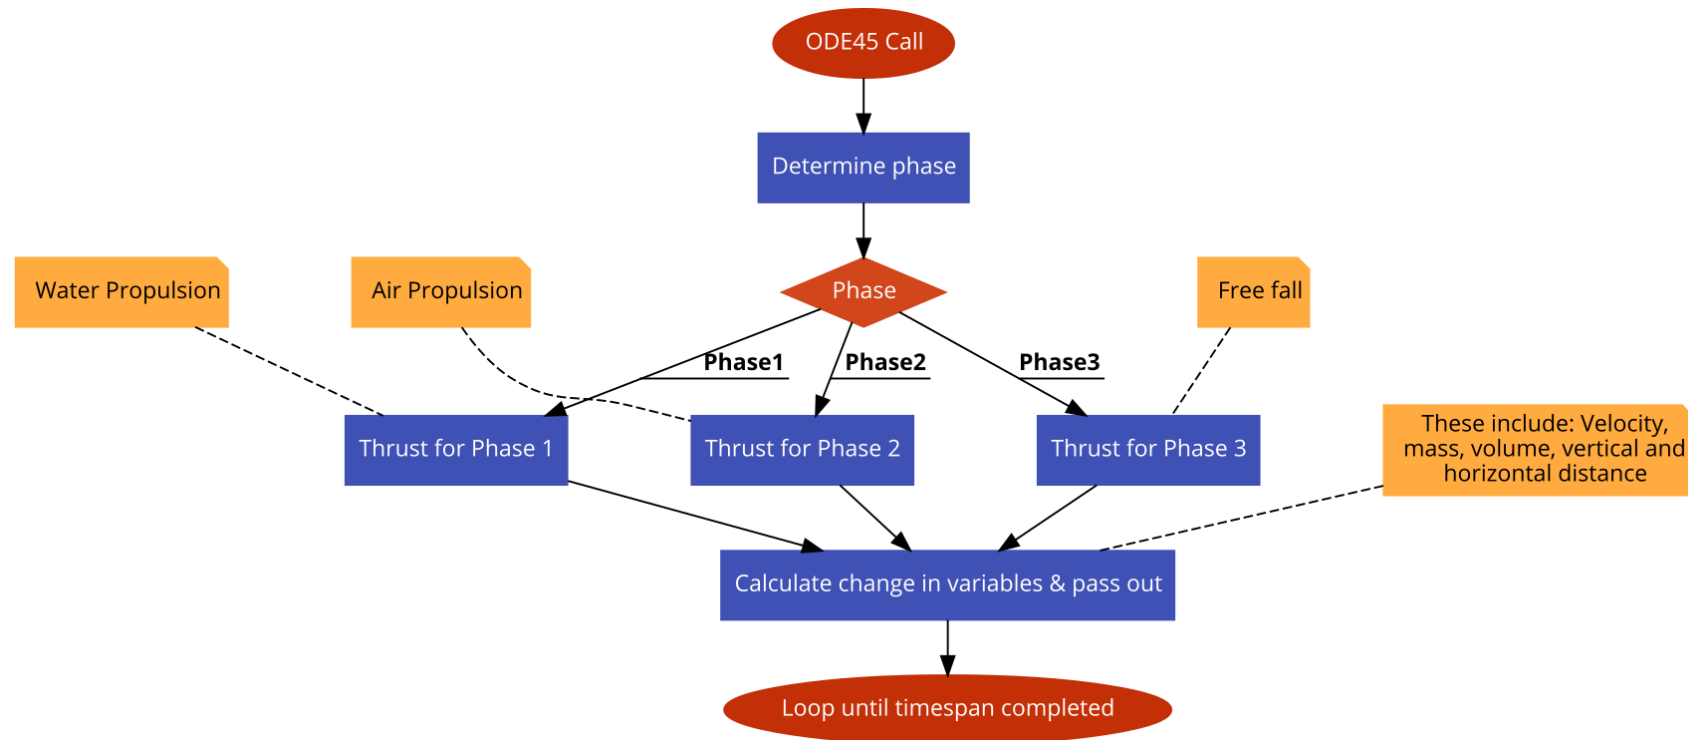 ODE45 Call
Determine phase
Water Propulsion
Air Propulsion
Phase
Free fall
Phase1
Phase2
Phase3
Thrust for Phase 1
Thrust for Phase 2
Thrust for Phase 3
These include: Velocity,
mass, volume, vertical and
horizontal distance
Calculate change in variables & pass out
Loop until timespan completed